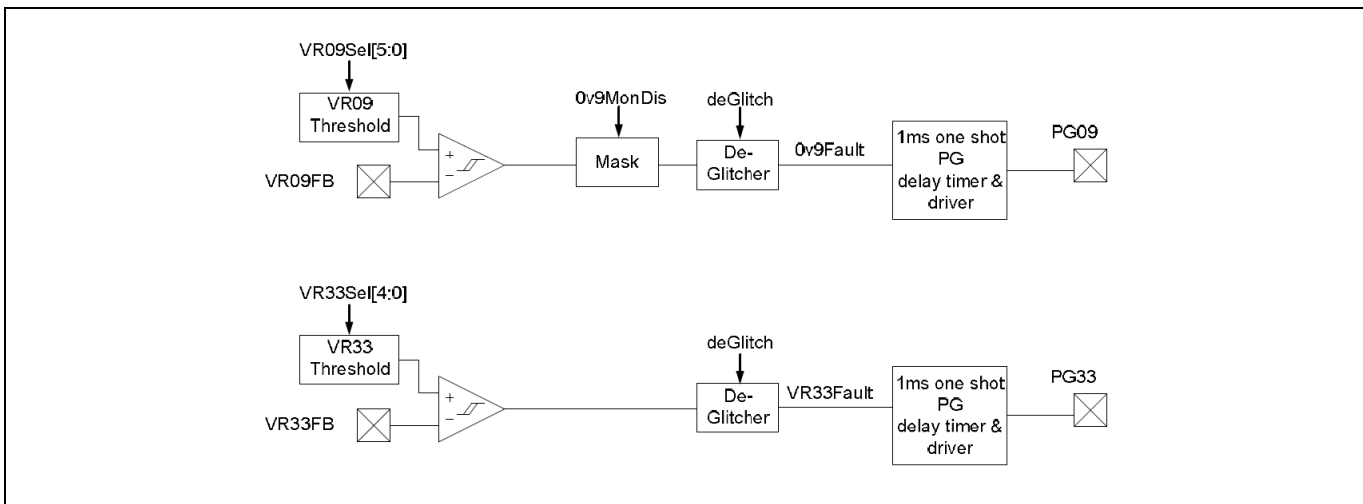 VR09Sel[5:0]
VR09
Threshold
VR09FB
+
−
0v9MonDis
Mask
deGlitch
De-
Glitcher
0v9Fault
1ms one shot
PG
delay timer &
driver
PG09
VR33Sel[4:0]
VR33
Threshold
VR33FB
+
−
deGlitch
De-
Glitcher
VR33Fault
1ms one shot
PG
delay timer &
driver
PG33